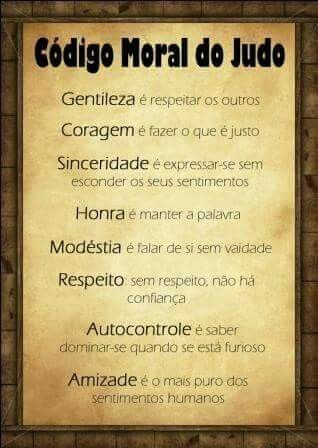 Código Moral do Judo
Gentileza é respeitar os outros
Coragem é fazer o que é justo
Sinceridade é expressar-se sem
esconder os seus sentimentos
Honra é manter a palavra
Modéstia é falar de si sem vaidade
Respeito: sem respeito, não há
confiança
Autocontrole é saber
dominar-se quando se está furioso
Amizade é o mais puro dos
sentimentos humanos